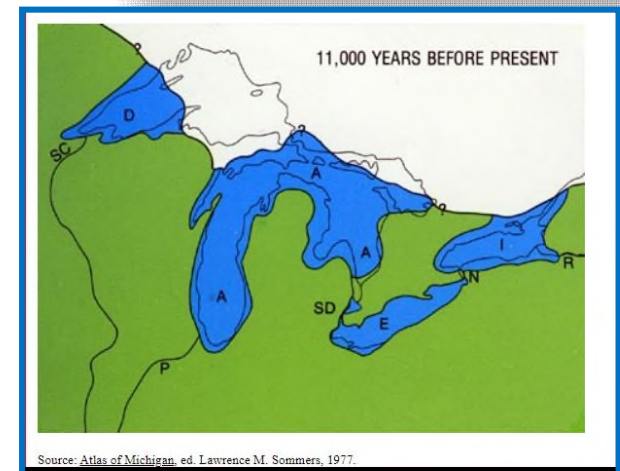 11,000 YEARS BEFORE PRESENT
?
D
SC
?
A
?
I
A
R
N
A
SD
E
P
Source: Atlas of Michigan, ed. Lawrence M. Sommers, 1977.